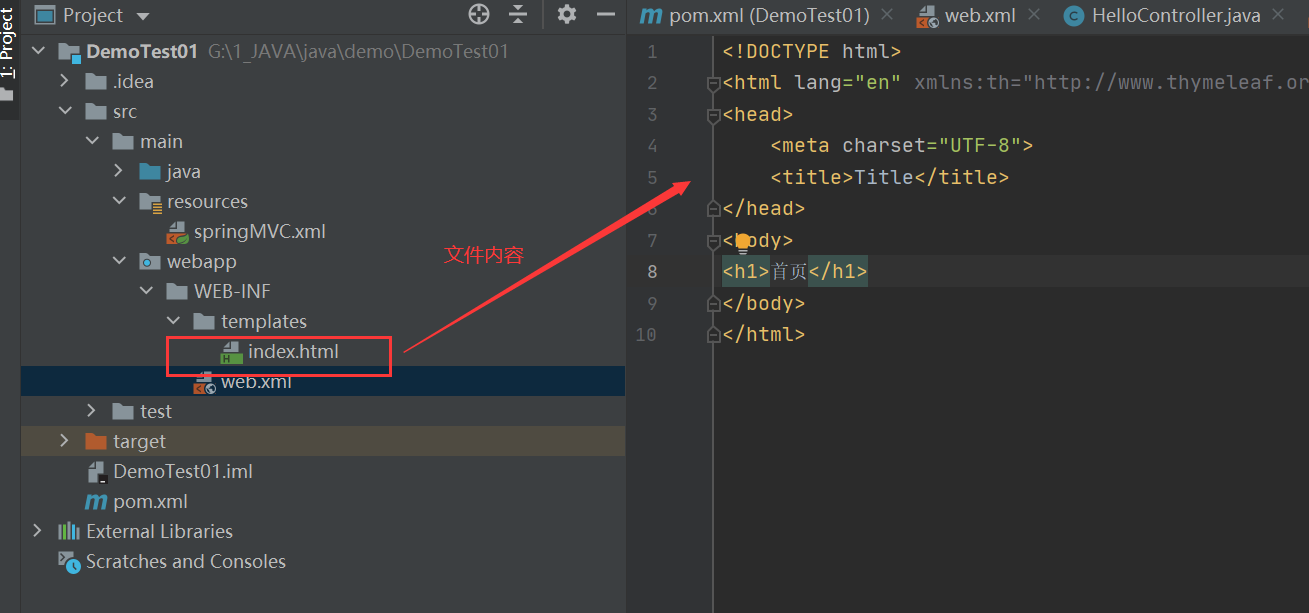 1: Project
Project
DemoTest01 G:\1_JAVA\java\demo\DemoTest01
.idea
src
main
java
resources
springMVC.xml
webapp
WEB-INF
templates
index.html
web.xml
test
target
DemoTest01.iml
pom.xml
External Libraries
Scratches and Consoles
文件内容
pom.xml (DemoTest01) web.xml HelloController.java
1 <!DOCTYPE html>
2 <html lang="en" xmlns:th="http://www.thymeleaf.or
3 <head>
4 <meta charset="UTF-8">
5 <title>Title</title>
6 </head>
7 <body>
8 <h1>首页</h1>
9 </body>
10 </html>